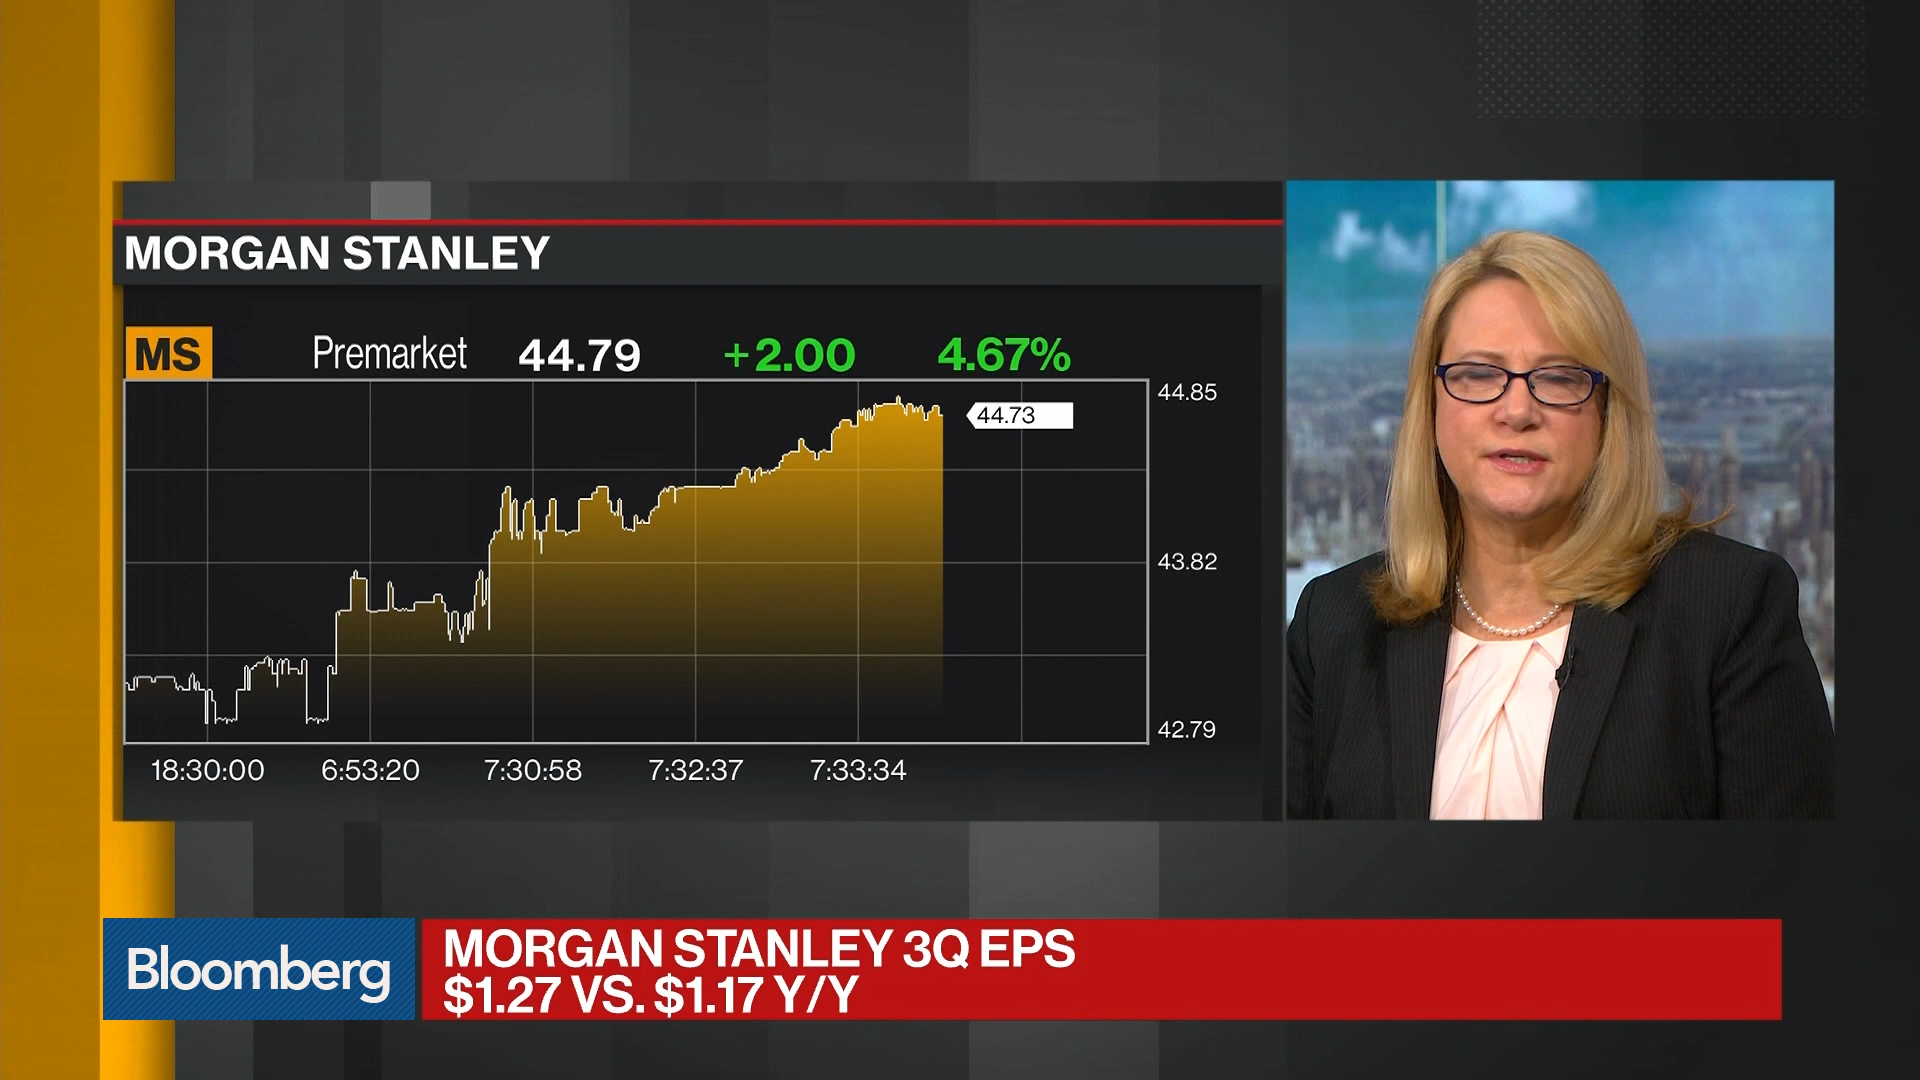 MORGAN STANLEY
MS Premarket 44.79 +2.00 4.67%
44.85
44.73
43.82
42.79
18:30:00 6:53:20 7:30:58 7:32:37 7:33:34
Bloomberg
MORGAN STANLEY 3Q EPS
$1.27 VS. $1.17 Y/Y